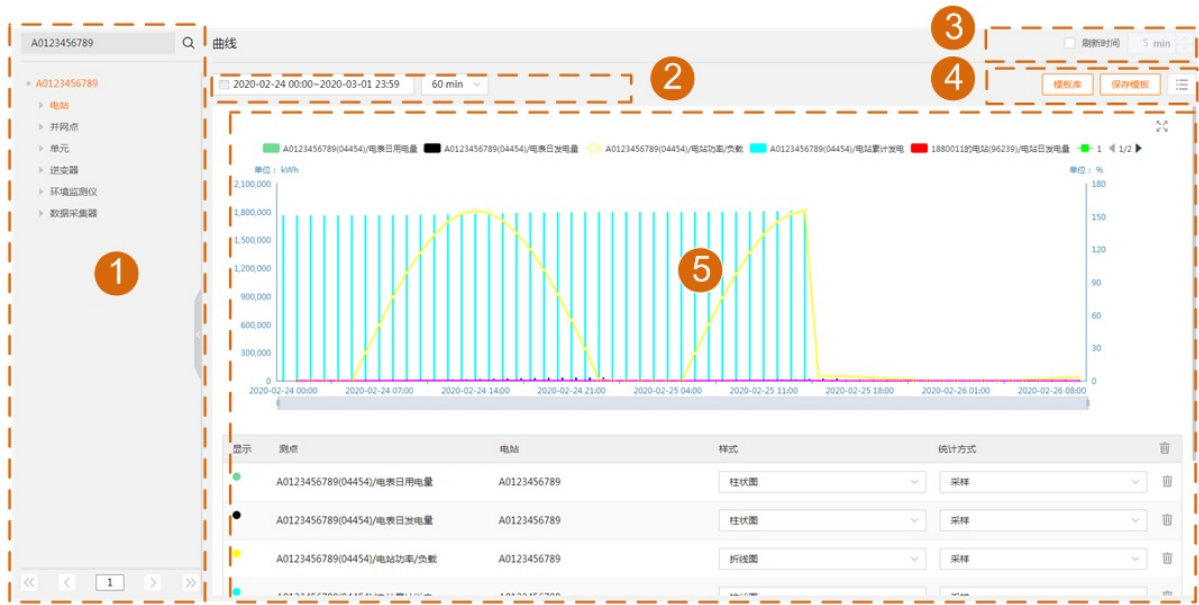 A0123456789
曲线
3
刷新时间
5 min
A0123456789
电站
并网点
单元
逆变器
环境监测仪
数据采集器
1
1
2020-02-24 00:00~2020-03-01 23:59
60 min
2
4
模板库
保存模板
A0123456789(04454)/电表日用电量
A0123456789(04454)/电表日发电量
A0123456789(04454)/电站功率/负载
A0123456789(04454)/电站累计发电
1880011的电站(96239)/电站日发电量
1
1/2
单位： kWh
单位： %
2,100,000
1,800,000
1,500,000
1,200,000
900,000
600,000
300,000
0
180
150
120
90
60
30
0
5
2020-02-24 00:00
2020-02-24 07:00
2020-02-24 14:00
2020-02-24 21:00
2020-02-25 04:00
2020-02-25 11:00
2020-02-25 18:00
2020-02-26 01:00
2020-02-26 08:00
显示 测点 电站 样式 统计方式
A0123456789(04454)/电表日用电量 A0123456789 柱状图 采样
A0123456789(04454)/电表日发电量 A0123456789 柱状图 采样
A0123456789(04454)/电站功率/负载 A0123456789 折线图 采样